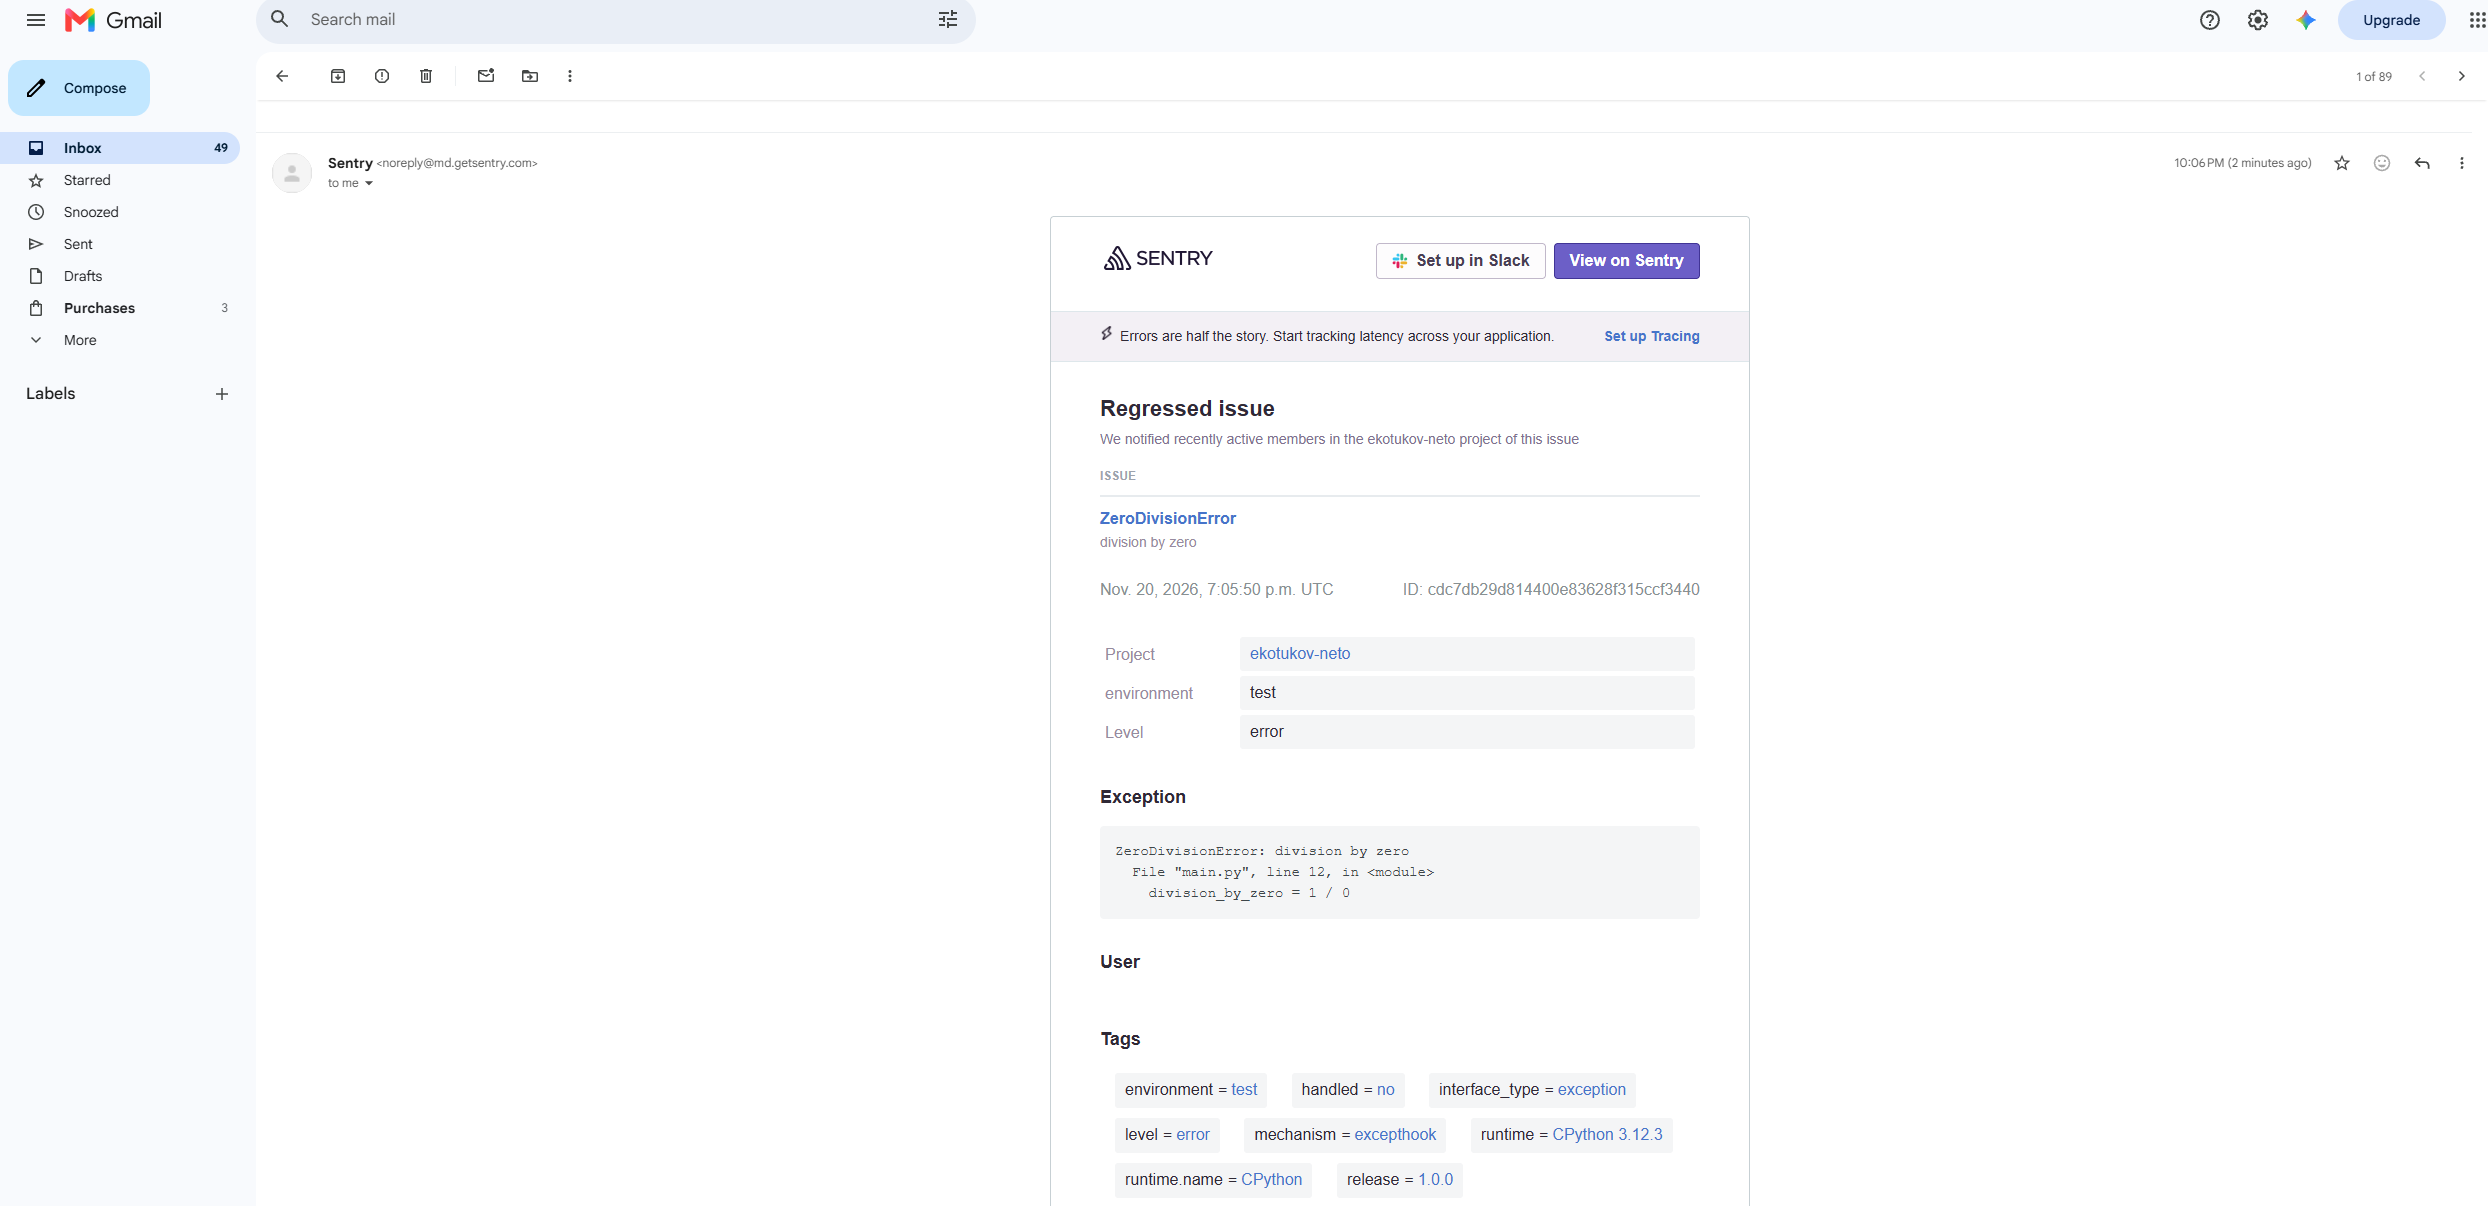 Gmail
Search mail
Upgrade
Compose
1 of 89
Inbox 49
Starred
Snoozed
Sent
Drafts
Purchases 3
More
Labels
Sentry <noreply@md.getsentry.com>
to me
10:06 PM (2 minutes ago)
SENTRY
Set up in Slack
View on Sentry
Errors are half the story. Start tracking latency across your application.
Set up Tracing
Regressed issue
We notified recently active members in the ekotukov-neto project of this issue
ISSUE
ZeroDivisionError
division by zero
Nov. 20, 2026, 7:05:50 p.m. UTC
ID: cdc7db29d814400e83628f315ccf3440
Project ekotukov-neto
environment test
Level error
Exception
ZeroDivisionError: division by zero
File "main.py", line 12, in <module>
division_by_zero = 1 / 0
User
Tags
environment = test handled = no interface_type = exception
level = error mechanism = excepthook runtime = CPython 3.12.3
runtime.name = CPython release = 1.0.0